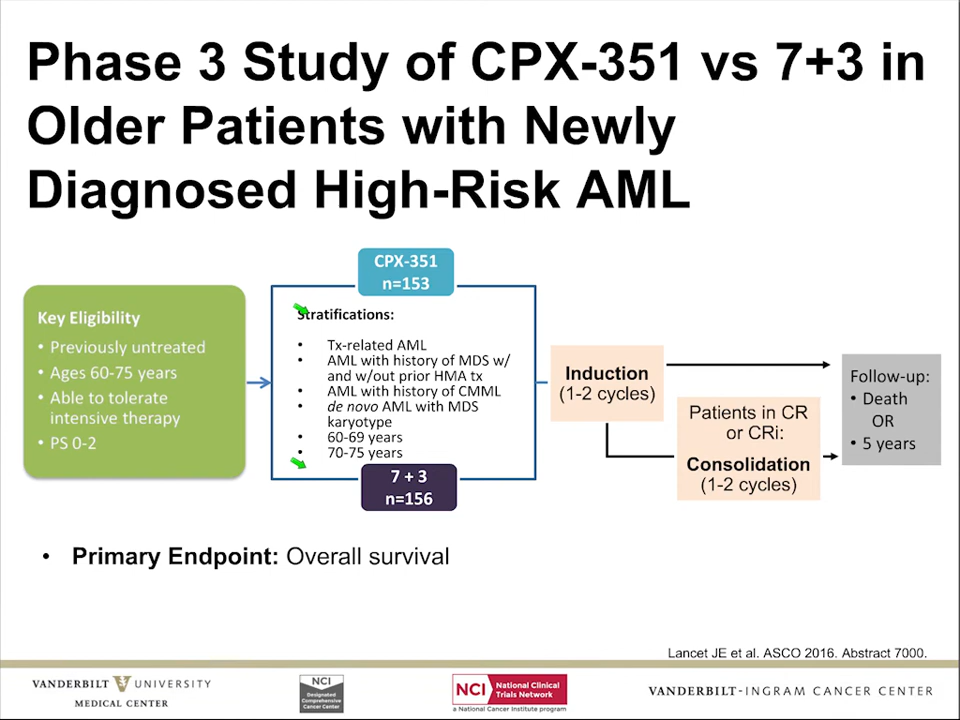 Phase 3 Study of CPX-351 vs 7+3 in
Older Patients with Newly
Diagnosed High-Risk AML
Key Eligibility
• Previously untreated
• Ages 60-75 years
• Able to tolerate
intensive therapy
• PS 0-2
CPX-351
n=153
Stratifications:
• Tx-related AML
• AML with history of MDS w/
and w/out prior HMA tx
• AML with history of CMML
• de novo AML with MDS
karyotype
• 60-69 years
• 70-75 years
7 + 3
n=156
Induction
(1-2 cycles)
Patients in CR
or CRi:
Consolidation
(1-2 cycles)
Follow-up:
• Death
OR
• 5 years
• Primary Endpoint: Overall survival
Lancet JE et al. ASCO 2016. Abstract 7000.
VANDERBILT UNIVERSITY
MEDICAL CENTER
NCI
Designated
Comprehensive
Cancer Center
NCI National Clinical
Trials Network
a National Cancer Institute program
VANDERBILT-INGRAM CANCER CENTER